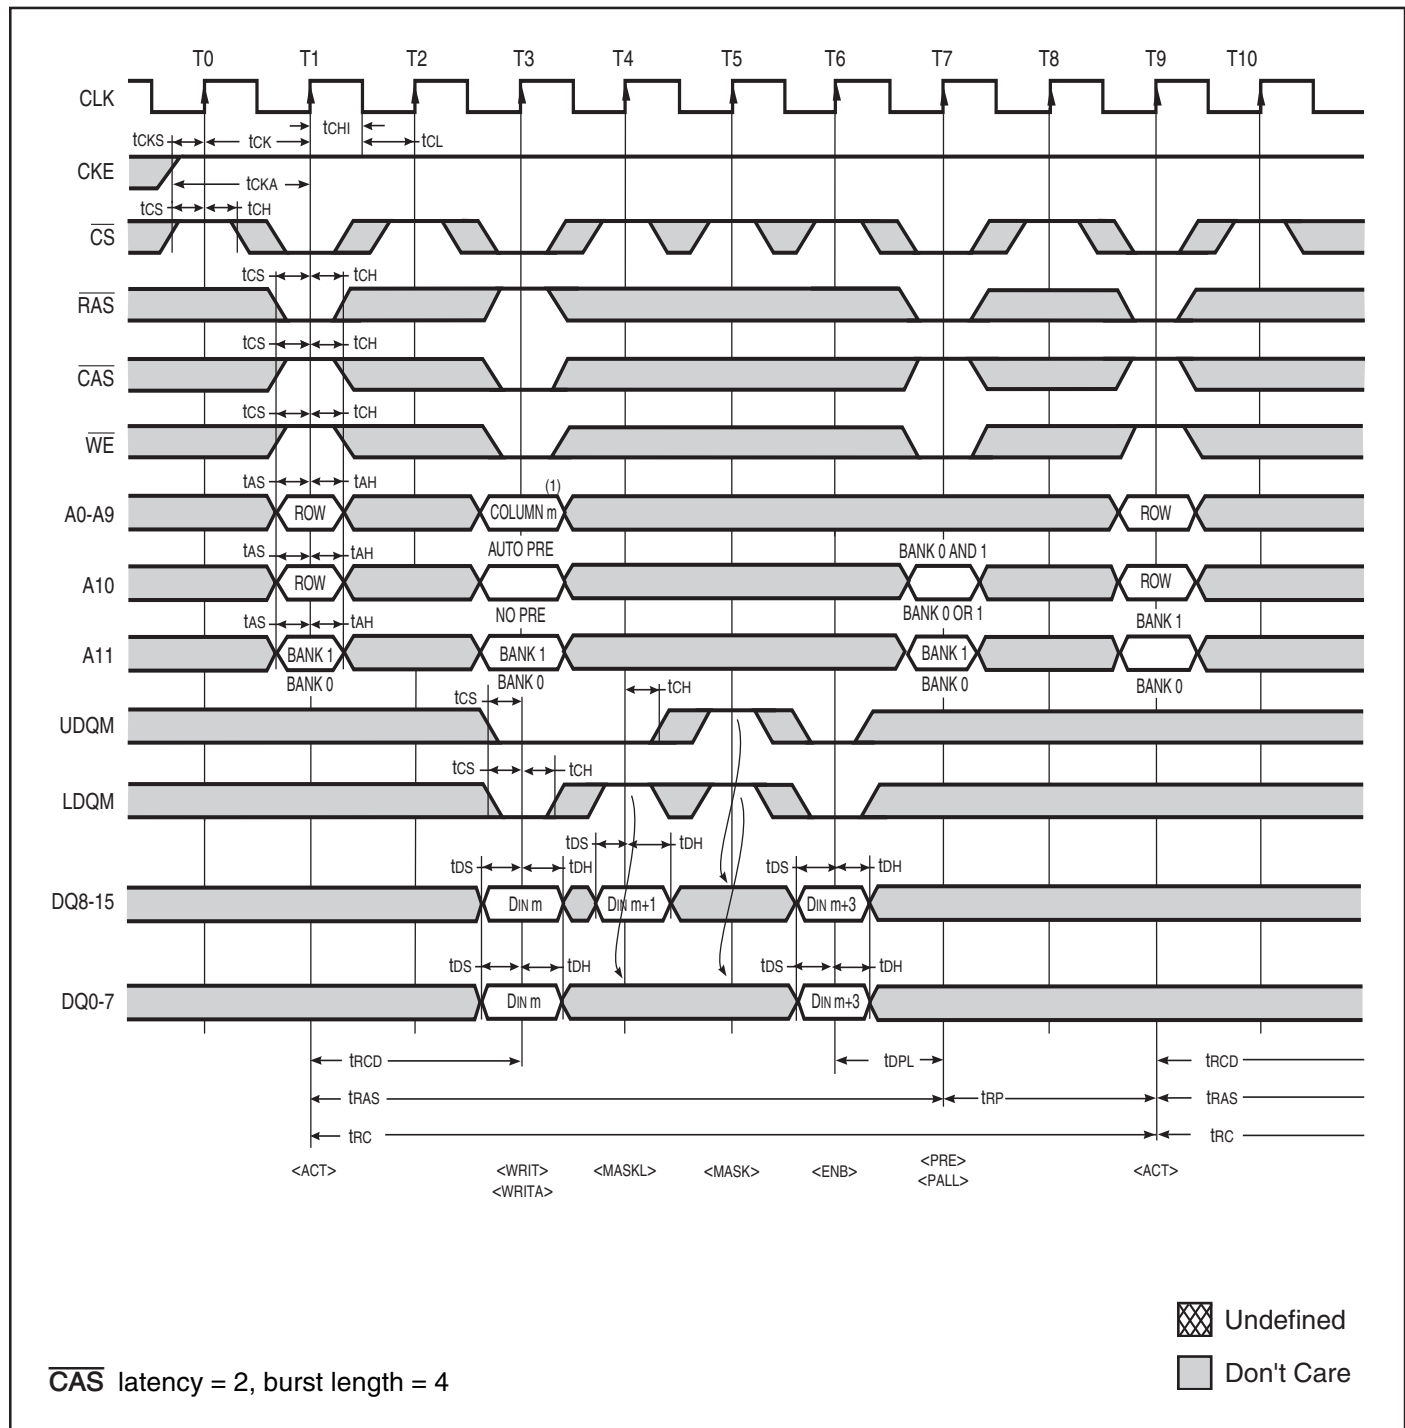 T0 T1 T2 T3 T4 T5 T6 T7 T8 T9 T10
CLK
tCHI
tCKS tCK tCL
CKE
tCKA
tCS tCH
CS
tCS tCH
RAS
tCS tCH
CAS
tCS tCH
WE
tAS tAH (1)
A0-A9 ROW COLUMN m ROW
tAS tAH AUTO PRE BANK 0 AND 1
A10 ROW ROW
NO PRE BANK 0 OR 1
tAS tAH BANK 1
A11 BANK 1 BANK 1 BANK 1
BANK 0 BANK 0 BANK 0 BANK 0
tCS tCH
UDQM
tCS tCH
LDQM
tDS tDH
tDS tDH tDS tDH
DQ8-15 DIN m DIN m+1 DIN m+3
tDS tDH tDS tDH
DQ0-7 DIN m DIN m+3
tRCD tDPL tRCD
tRAS tRP tRAS
tRC tRC
<ACT> <WRIT> <MASKL> <MASK> <ENB> <PRE> <ACT>
<WRITA> <PALL>
Undefined
Don't Care
CAS latency = 2, burst length = 4